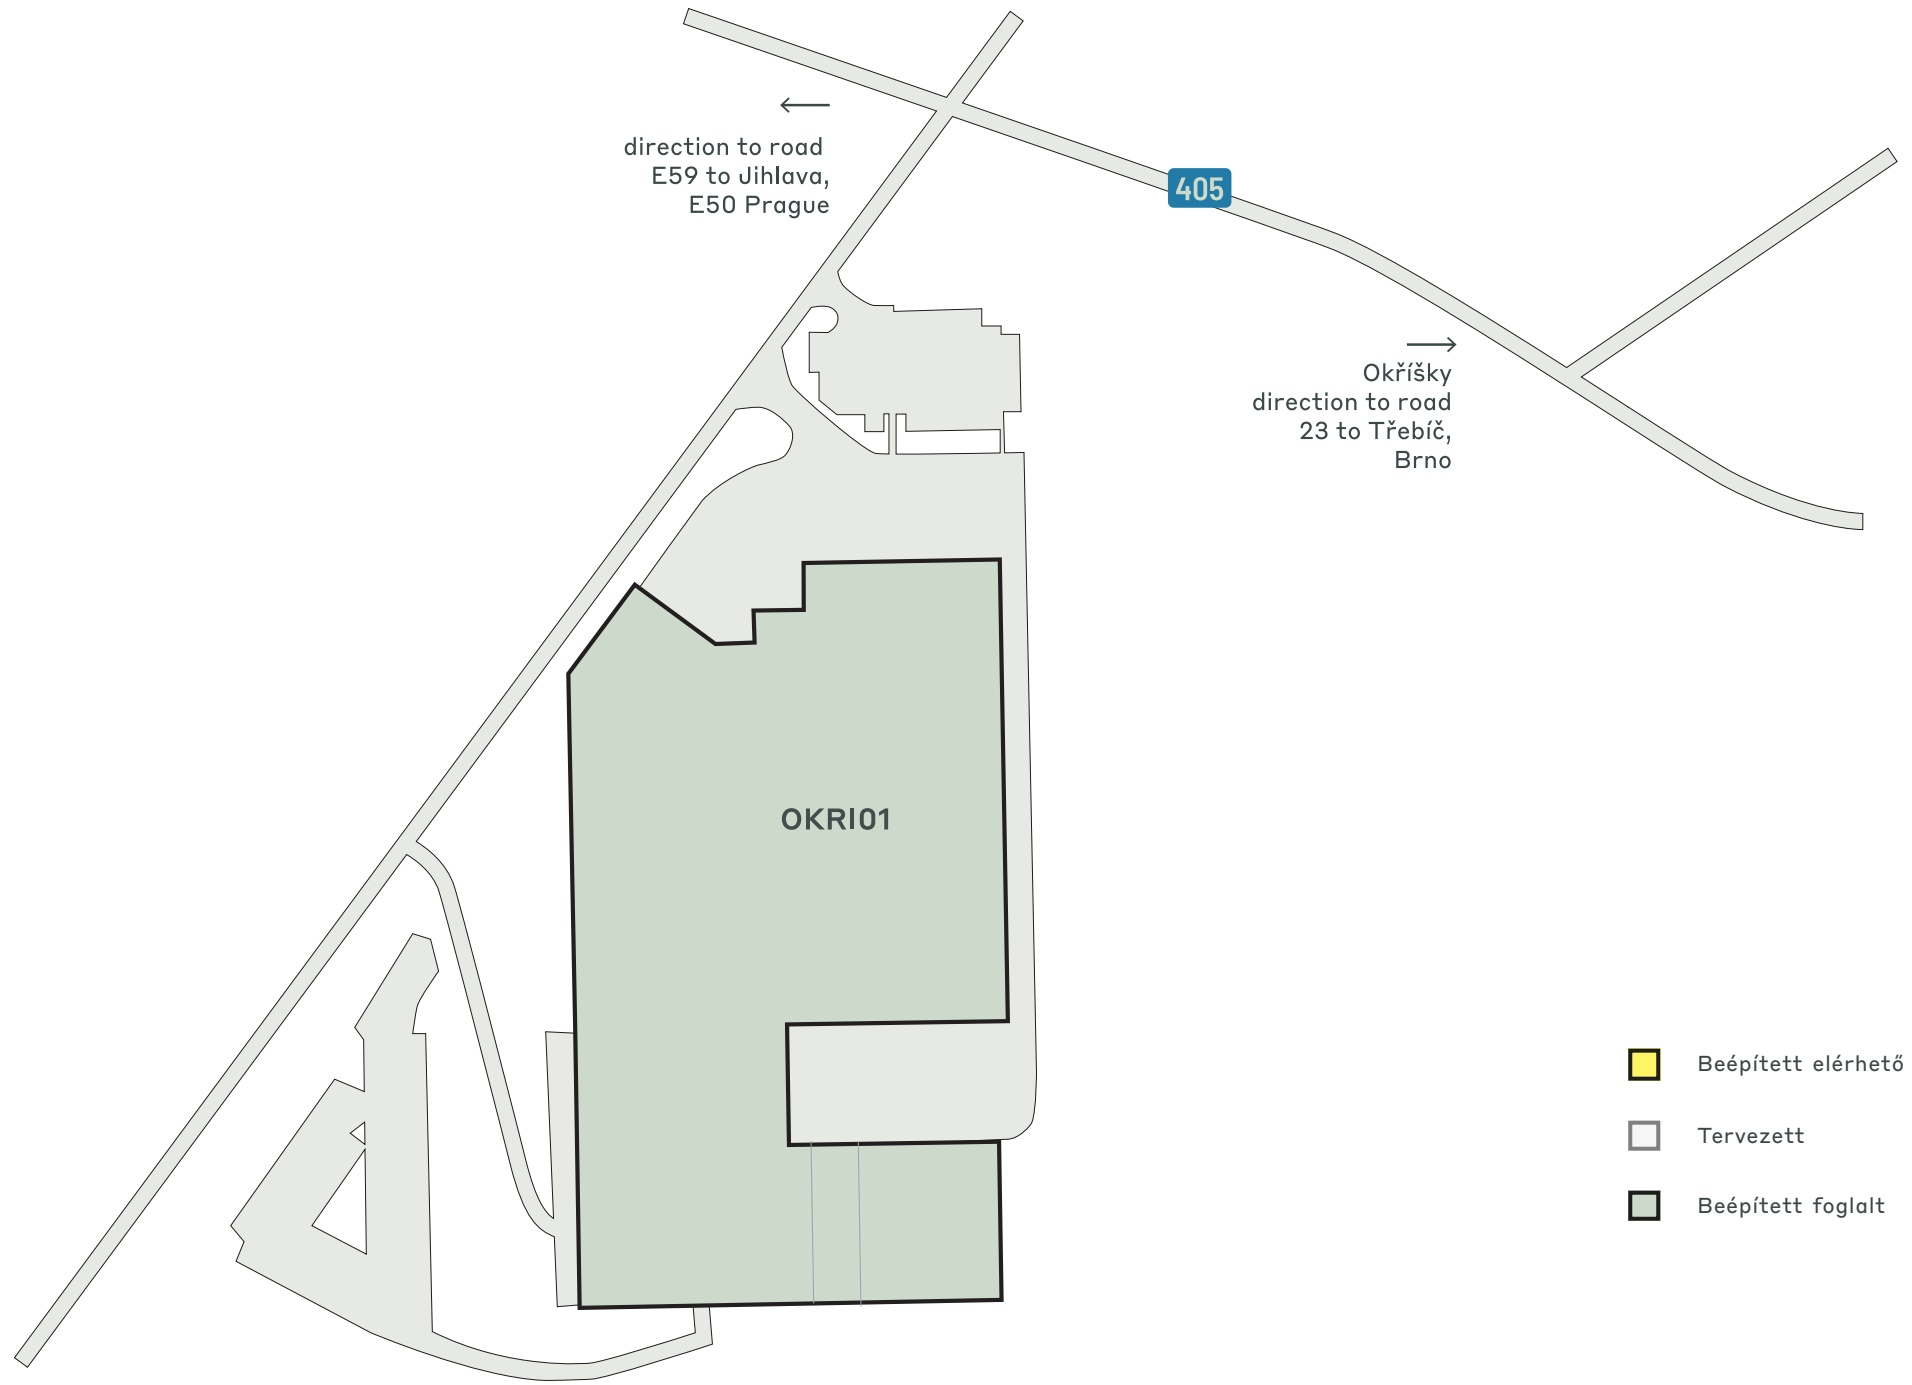 direction to road
E59 to Jihlava,
E50 Prague
405
Okříšky
direction to road
23 to Třebíč,
Brno
OKRI01
Beépített elérhető
Tervezett
Beépített foglalt